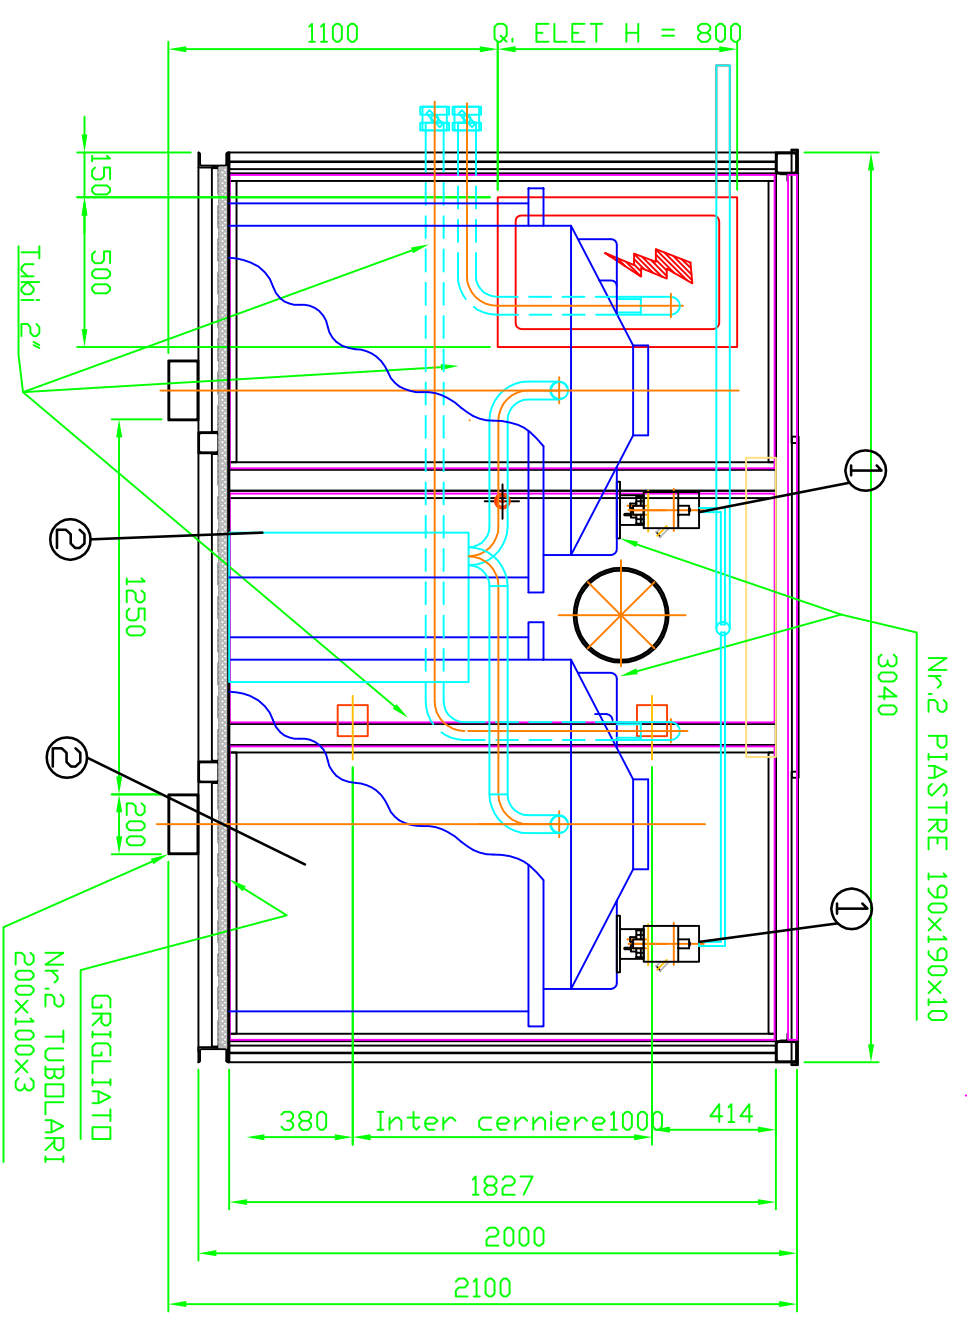 1100
Q. ELET H = 800
150
500
Tubi 2"
1
2
1250
3040
Nr.2 PIASTRE 190x190x10
2
200
1
Nr.2 TUBOLARI
200x100x3
GRIGLIATO
380
Inter cerniere1000
414
1827
2000
2100